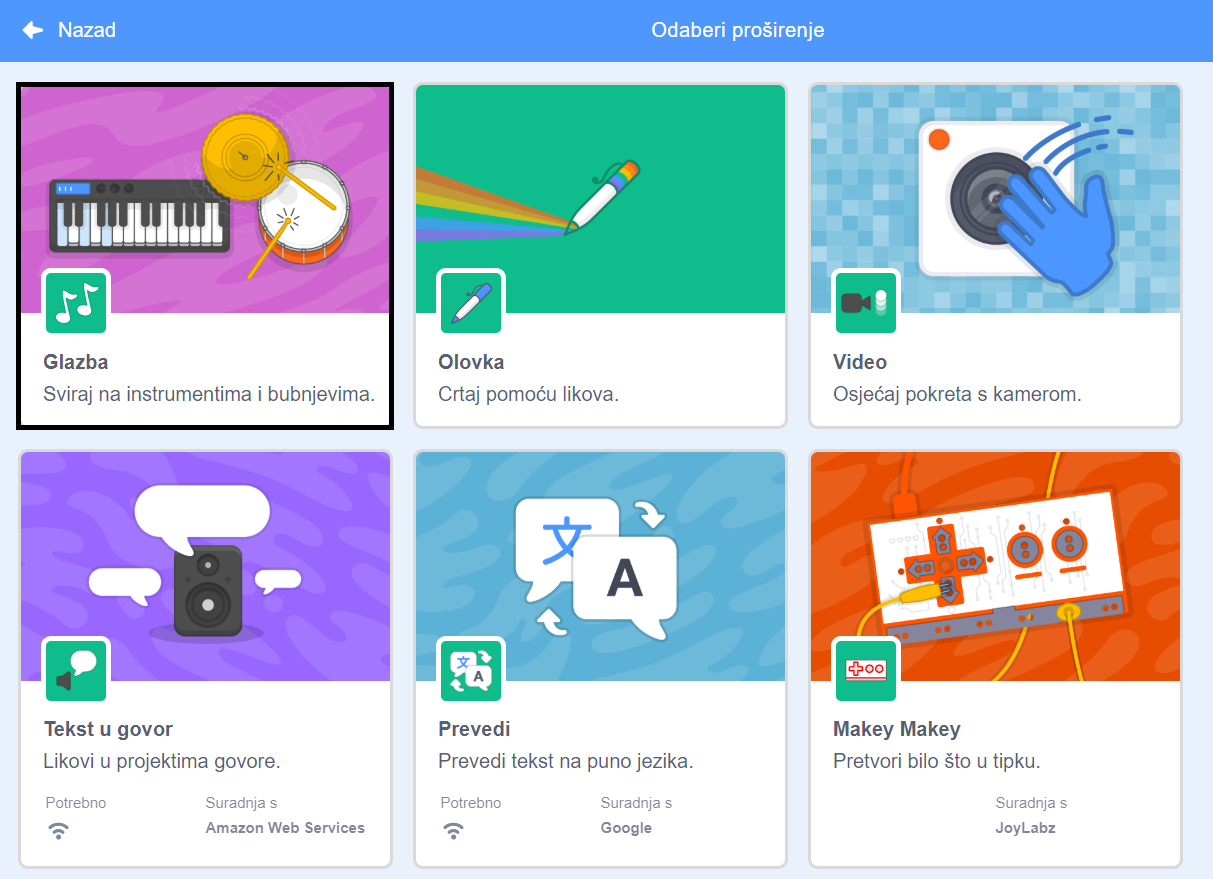 Nazad
Odaberi proširenje
Glazba
Sviraj na instrumentima i bubnjevima.
Olovka
Crtaj pomoću likova.
Video
Osjećaj pokreta s kamerom.
文
A
文
A
Tekst u govor
Likovi u projektima govore.
Potrebno
Suradnja s
Amazon Web Services
Prevedi
Prevedi tekst na puno jezika.
Potrebno
Suradnja s
Google
Makey Makey
Pretvori bilo što u tipku.
Suradnja s
JoyLabz